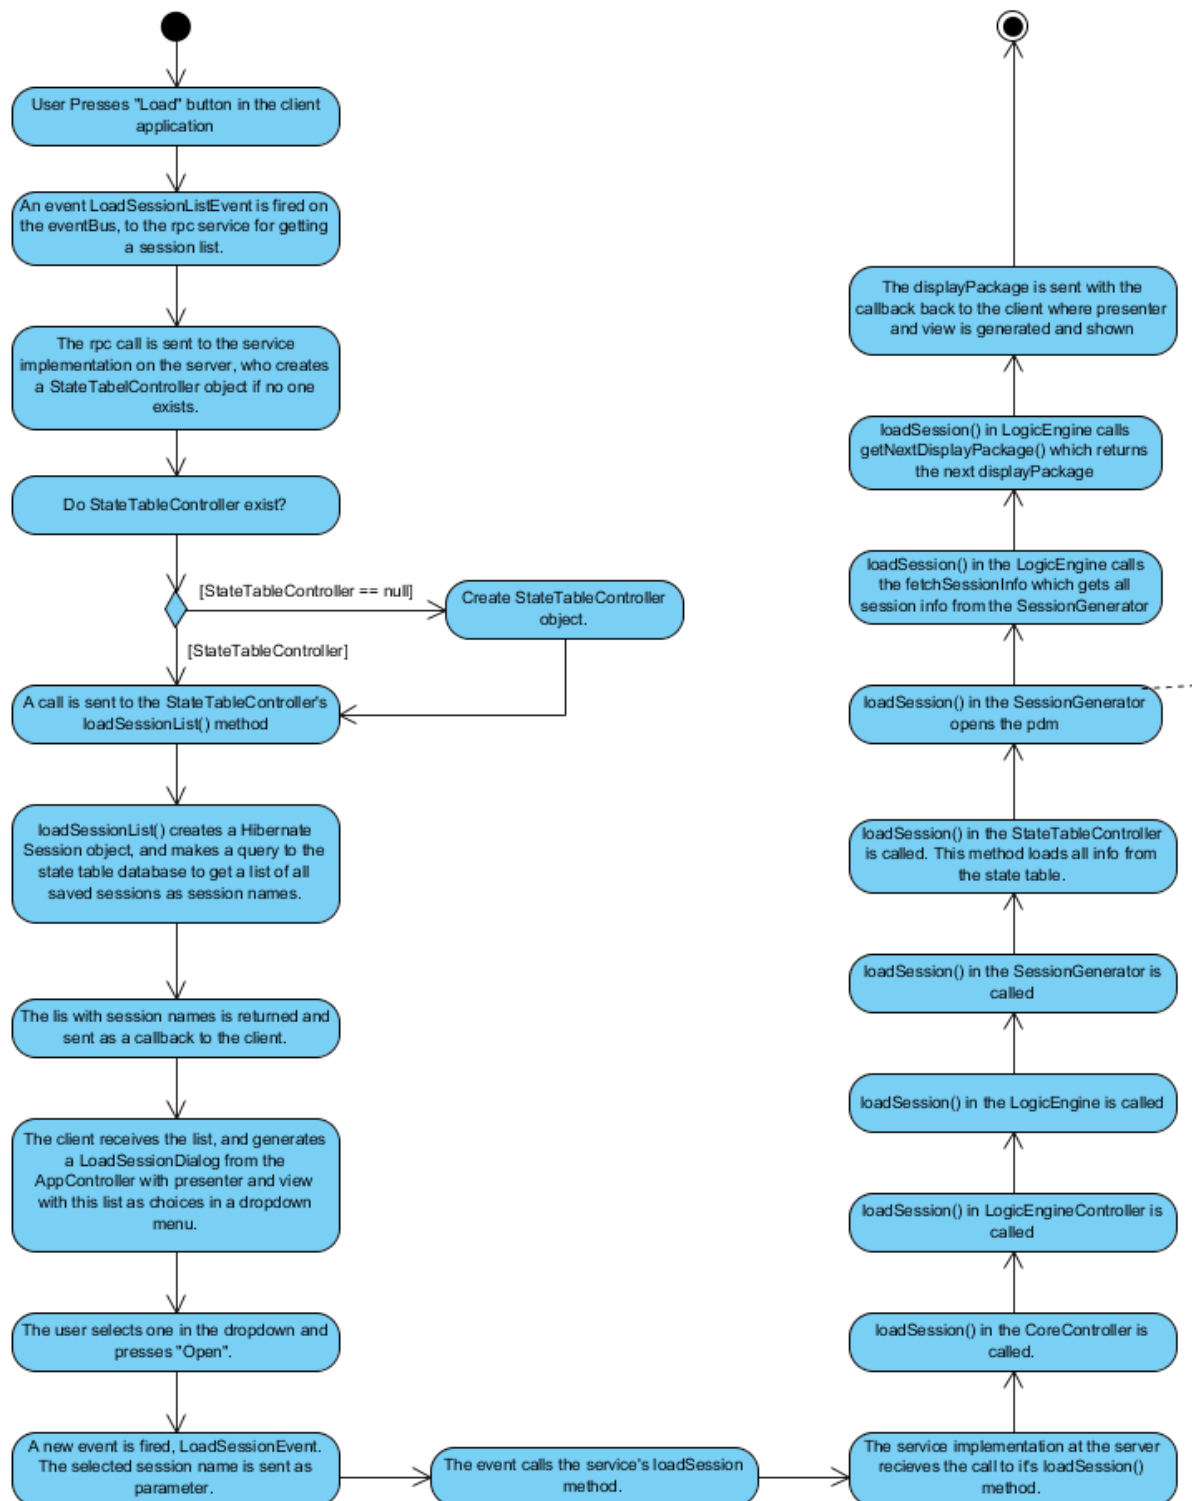 User Presses "Load" button in the client
application
An event LoadSessionListEvent is fired on
the eventBus, to the rpc service for getting
a session list.
The rpc call is sent to the service
implementation on the server, who creates
a StateTabelController object if no one
exists.
Do StateTableController exist?
[StateTableController == null]
Create StateTableController
object.
[StateTableController]
A call is sent to the StateTableController's
loadSessionList() method
loadSessionList() creates a Hibernate
Session object, and makes a query to the
state table database to get a list of all
saved sessions as session names.
The lis with session names is returned and
sent as a callback to the client.
The client receives the list, and generates
a LoadSessionDialog from the
AppController with presenter and view
with this list as choices in a dropdown
menu.
The user selects one in the dropdown and
presses "Open".
A new event is fired, LoadSessionEvent.
The selected session name is sent as
parameter.
The event calls the service's loadSession
method.
The service implementation at the server
recieves the call to it's loadSession()
method.
loadSession() in the CoreController is
called.
loadSession() in LogicEngineController is
called
loadSession() in the LogicEngine is called
loadSession() in the SessionGenerator is
called
loadSession() in the StateTableController
is called. This method loads all info from
the state table.
loadSession() in the SessionGenerator
opens the pdm
loadSession() in the LogicEngine calls
the fetchSessionInfo which gets all
session info from the SessionGenerator
loadSession() in LogicEngine calls
getNextDisplayPackage() which returns
the next displayPackage
The displayPackage is sent with the
callback back to the client where presenter
and view is generated and shown